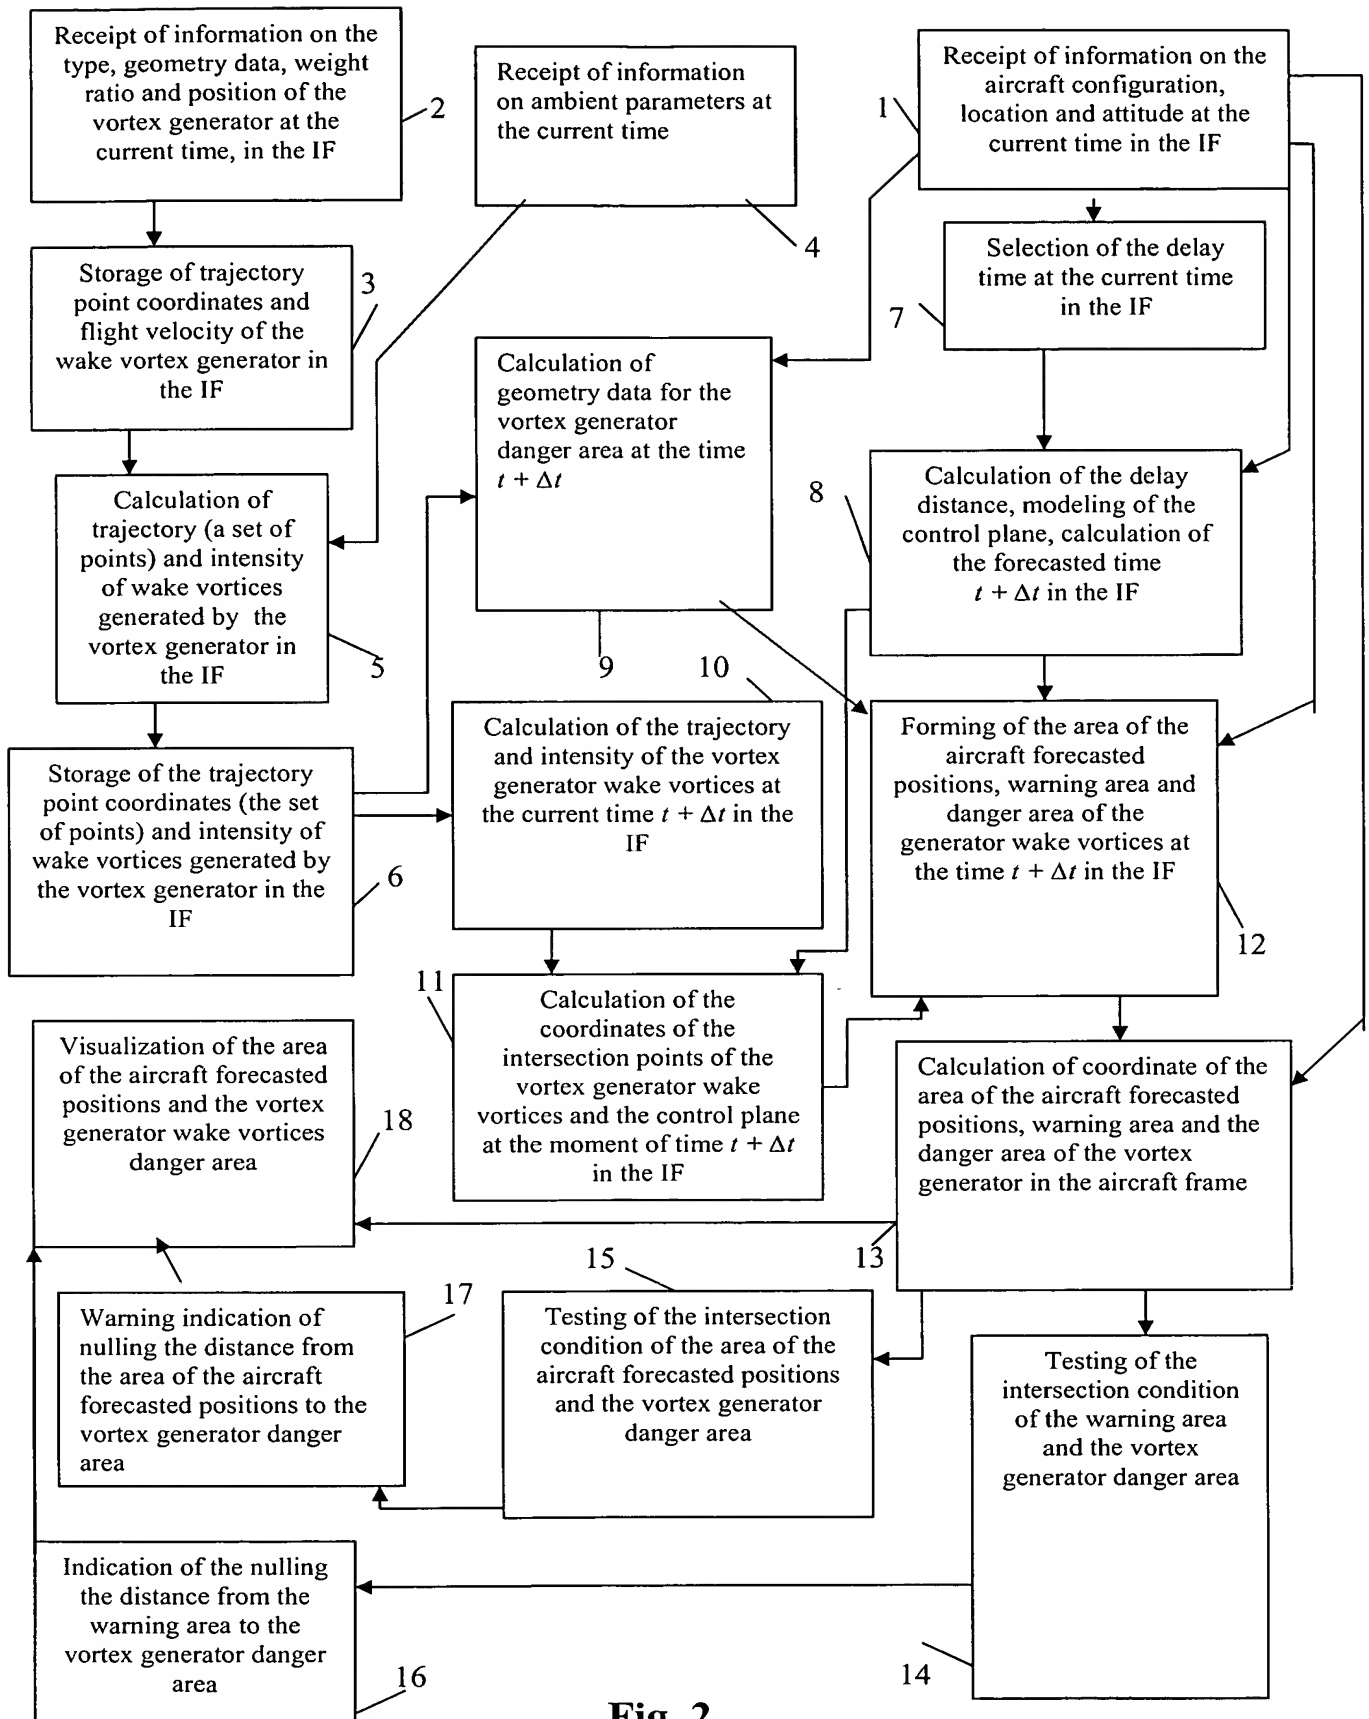 Receipt of information on the
type, geometry data, weight
ratio and position of the
vortex generator at the
current time, in the IF
2
Receipt of information
on ambient parameters at
the current time
4
Receipt of information on the
aircraft configuration,
location and attitude at the
current time in the IF
1
Storage of trajectory
point coordinates and
flight velocity of the
wake vortex generator in
the IF
3
Selection of the delay
time at the current time
in the IF
7
Calculation of
geometry data for the
vortex generator
danger area at the time
t + Δt
9
Calculation of
trajectory (a set of
points) and intensity
of wake vortices
generated by the
vortex generator in
the IF
5
Calculation of the delay
distance, modeling of the
control plane, calculation of
the forecasted time
t + Δt in the IF
8
Storage of the trajectory
point coordinates (the set
of points) and intensity of
wake vortices generated by
the vortex generator in the
IF
6
Calculation of the trajectory
and intensity of the vortex
generator wake vortices at
the current time t + Δt in the
IF
10
Forming of the area of the
aircraft forecasted
positions, warning area and
danger area of the
generator wake vortices at
the time t + Δt in the IF
12
Calculation of the
coordinates of the
intersection points of the
vortex generator wake
vortices and the control plane
at the moment of time t + Δt
in the IF
11
Visualization of the area
of the aircraft forecasted
positions and the vortex
generator wake vortices
danger area
18
Calculation of coordinate of the
area of the aircraft forecasted
positions, warning area and the
danger area of the vortex
generator in the aircraft frame
13
Warning indication of
nulling the distance from
the area of the aircraft
forecasted positions to the
vortex generator danger
area
17
Testing of the intersection
condition of the area of the
aircraft forecasted positions
and the vortex generator
danger area
15
Testing of the
intersection condition
of the warning area
and the vortex
generator danger area
14
Indication of the nulling
the distance from the
warning area to the
vortex generator danger
area
16
Fig. 2